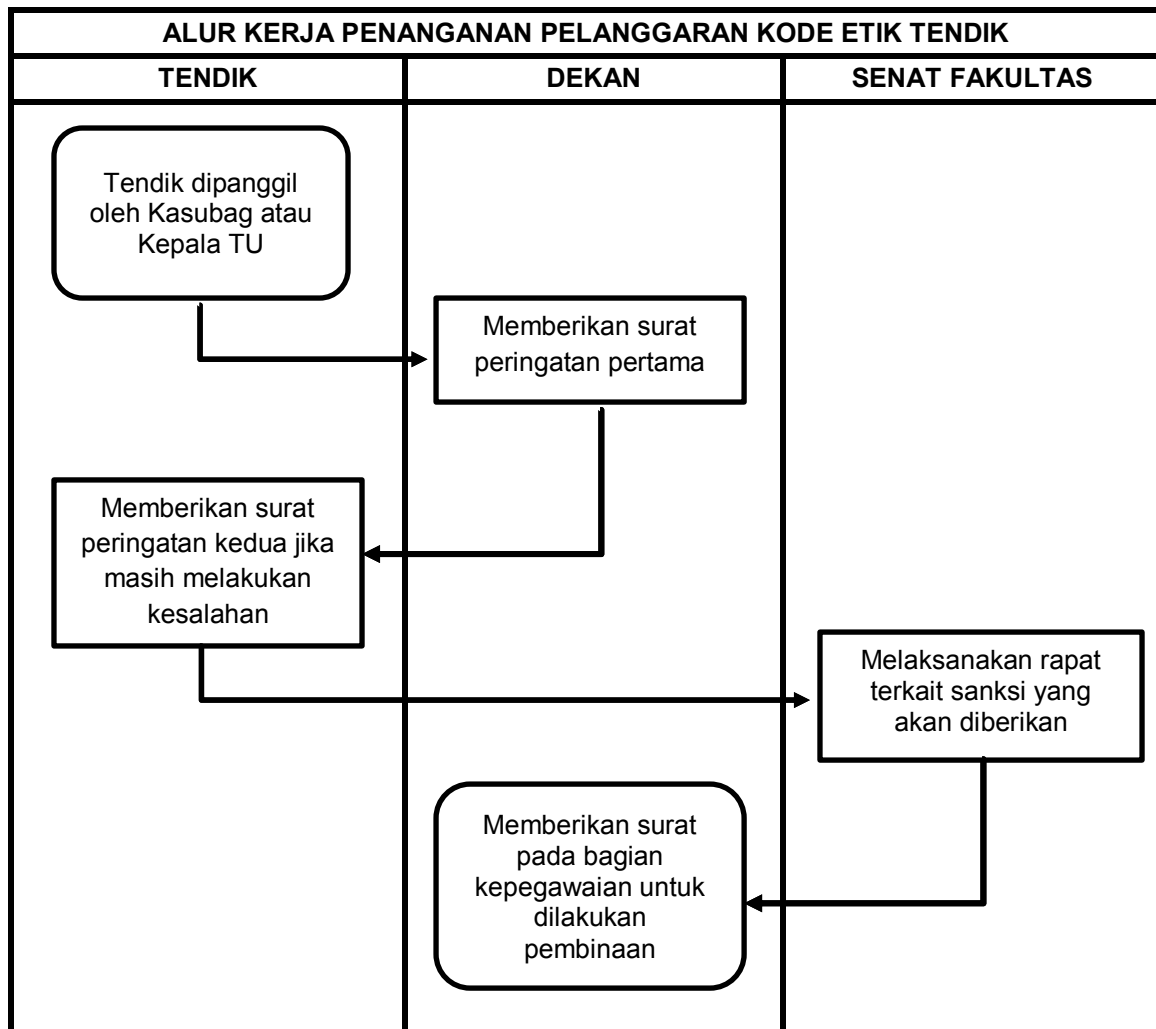 ALUR KERJA PENANGANAN PELANGGARAN KODE ETIK TENDIK
TENDIK
DEKAN
SENAT FAKULTAS
Tendik dipanggil
oleh Kasubag atau
Kepala TU
Memberikan surat
peringatan pertama
Memberikan surat
peringatan kedua jika
masih melakukan
kesalahan
Melaksanakan rapat
terkait sanksi yang
akan diberikan
Memberikan surat
pada bagian
kepegawaian untuk
dilakukan
pembinaan